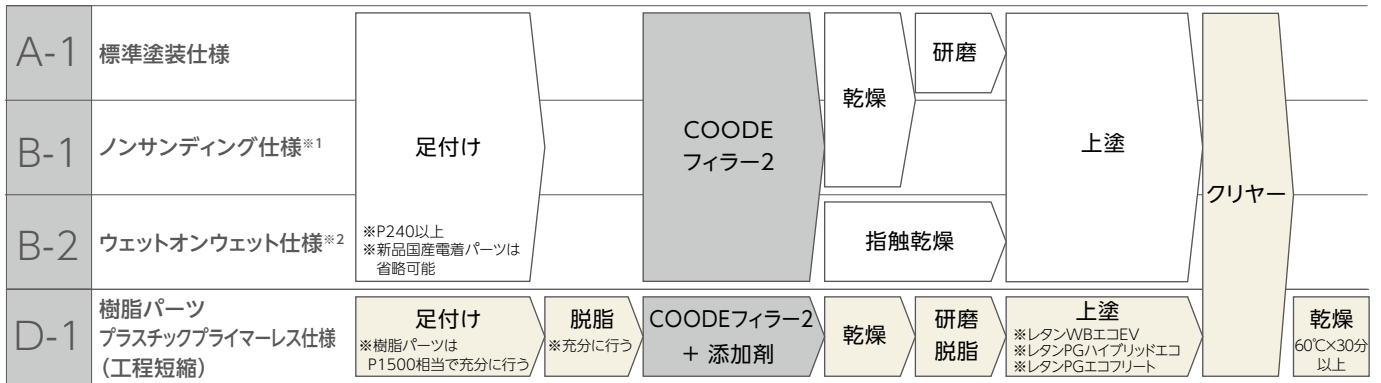 A-1
標準塗装仕様
B-1
ノンサンディング仕様※1
B-2
ウェットオンウェット仕様※2
足付け
※P240以上
※新品国産電着パーツは
省略可能
COODE
フィラー2
乾燥
研磨
指触乾燥
上塗
クリヤー
D-1
樹脂パーツ
プラスチックプライマーレス仕様
（工程短縮）
足付け
※樹脂パーツは
P1500相当で充分に行う
脱脂
※充分に行う
COODEフィラー2
+ 添加剤
乾燥
研磨
脱脂
上塗
※レタンWBエコEV
※レタンPGハイブリッドエコ
※レタンPGエコフリート
乾燥
60℃×30分
以上